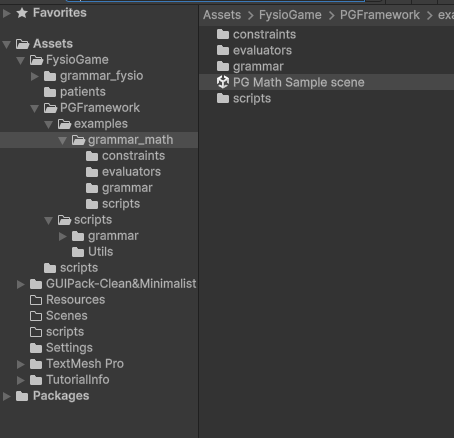 Favorites
Assets
FysioGame
grammar_fysio
patients
PGFramework
examples
grammar_math
constraints
evaluators
grammar
scripts
scripts
grammar
Utils
scripts
GUIPack-Clean&Minimalist
Resources
Scenes
scripts
Settings
TextMesh Pro
TutorialInfo
Packages
Assets > FysioGame > PGFramework > exa
constraints
evaluators
grammar
PG Math Sample scene
scripts